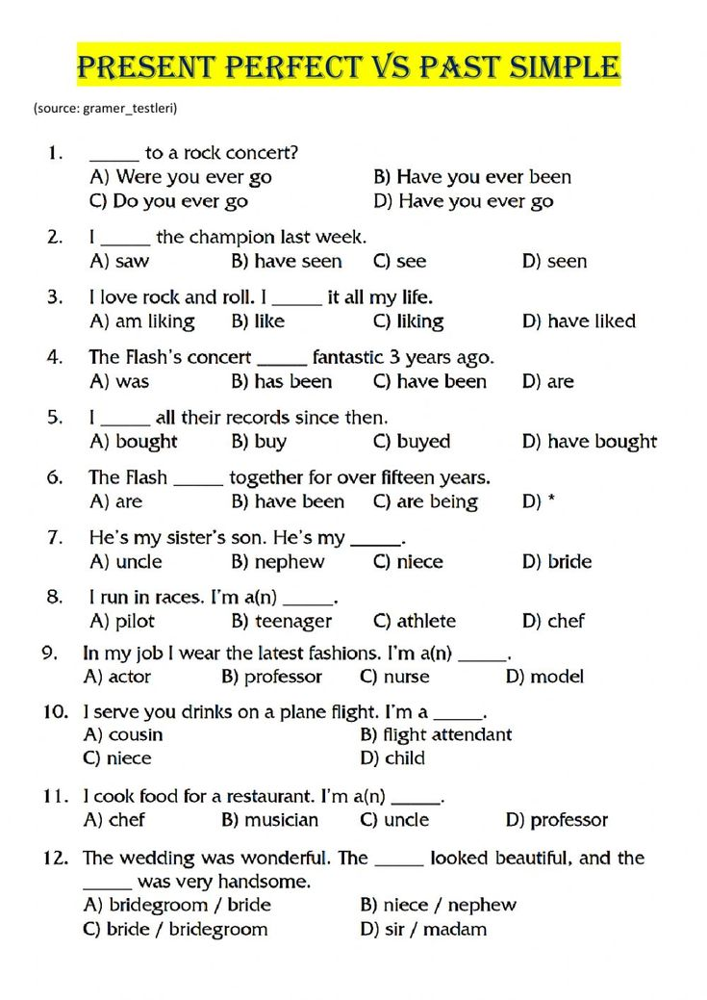 PRESENT PERFECT VS PAST SIMPLE
(source: gramer_testleri)
1. _____ to a rock concert?
A) Were you ever go B) Have you ever been
C) Do you ever go D) Have you ever go
2. I _____ the champion last week.
A) saw B) have seen C) see D) seen
3. I love rock and roll. I _____ it all my life.
A) am liking B) like C) liking D) have liked
4. The Flash's concert _____ fantastic 3 years ago.
A) was B) has been C) have been D) are
5. I _____ all their records since then.
A) bought B) buy C) buyed D) have bought
6. The Flash _____ together for over fifteen years.
A) are B) have been C) are being D) *
7. He's my sister's son. He's my _____.
A) uncle B) nephew C) niece D) bride
8. I run in races. I'm a(n) _____.
A) pilot B) teenager C) athlete D) chef
9. In my job I wear the latest fashions. I'm a(n) _____.
A) actor B) professor C) nurse D) model
10. I serve you drinks on a plane flight. I'm a _____.
A) cousin B) flight attendant
C) niece D) child
11. I cook food for a restaurant. I'm a(n) _____.
A) chef B) musician C) uncle D) professor
12. The wedding was wonderful. The _____ looked beautiful, and the
_____ was very handsome.
A) bridegroom / bride B) niece / nephew
C) bride / bridegroom D) sir / madam